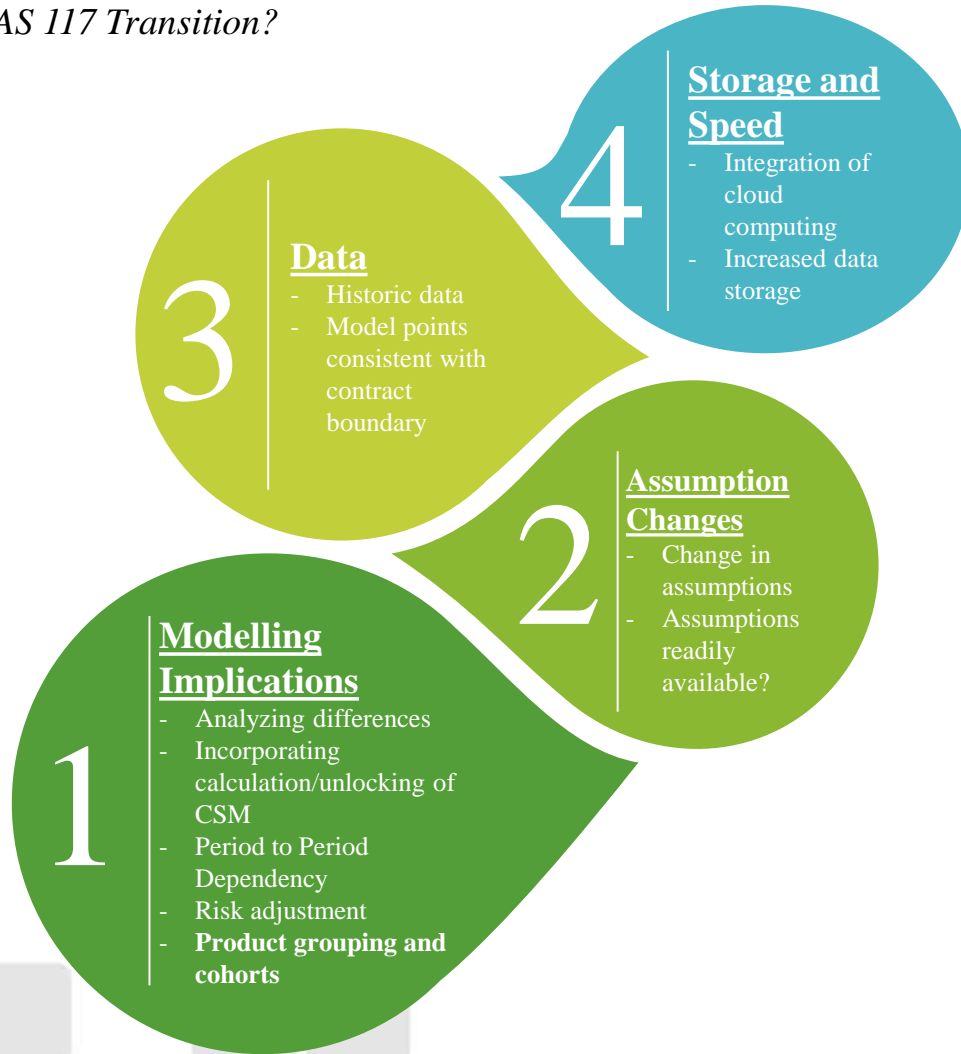 AS 117 Transition?
4
Storage and
Speed
- Integration of
cloud
computing
- Increased data
storage
3
Data
- Historic data
- Model points
consistent with
contract
boundary
2
Assumption
Changes
- Change in
assumptions
- Assumptions
readily
available?
1
Modelling
Implications
- Analyzing differences
- Incorporating
calculation/unlocking of
CSM
- Period to Period
Dependency
- Risk adjustment
- Product grouping and
cohorts